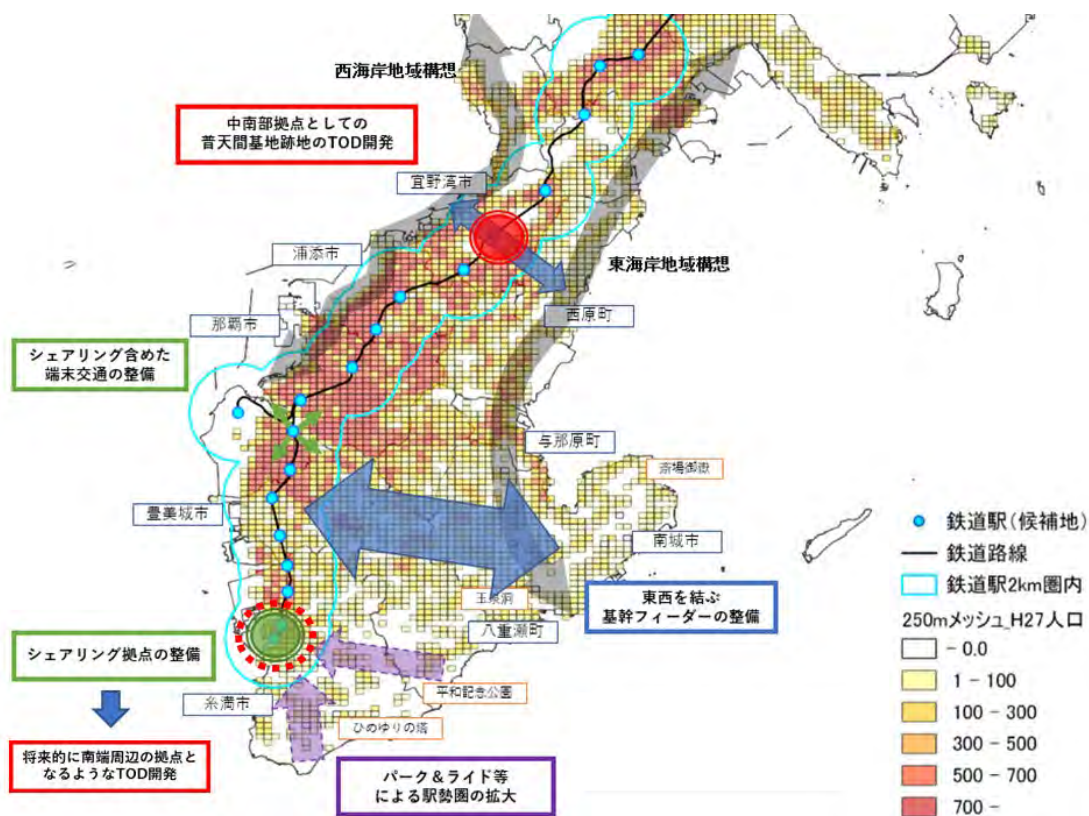 西海岸地域構想
中南部拠点としての
普天間基地跡地のTOD開発
宜野湾市
浦添市
東海岸地域構想
西原町
那覇市
シェアリング含めた
端末交通の整備
与那原町
斎場御嶽
豊美城市
南城市
玉泉洞
東西を結ぶ
基幹フィーダーの整備
八重瀬町
シェアリング拠点の整備
平和記念公園
糸満市
ひめゆりの塔
将来的に南端周辺の拠点と
なるようなTOD開発
パーク＆ライド等
による駅勢圏の拡大
鉄道駅(候補地)
鉄道路線
鉄道駅2km圏内
250mメッシュ_H27人口
- 0.0
1 - 100
100 - 300
300 - 500
500 - 700
700 -